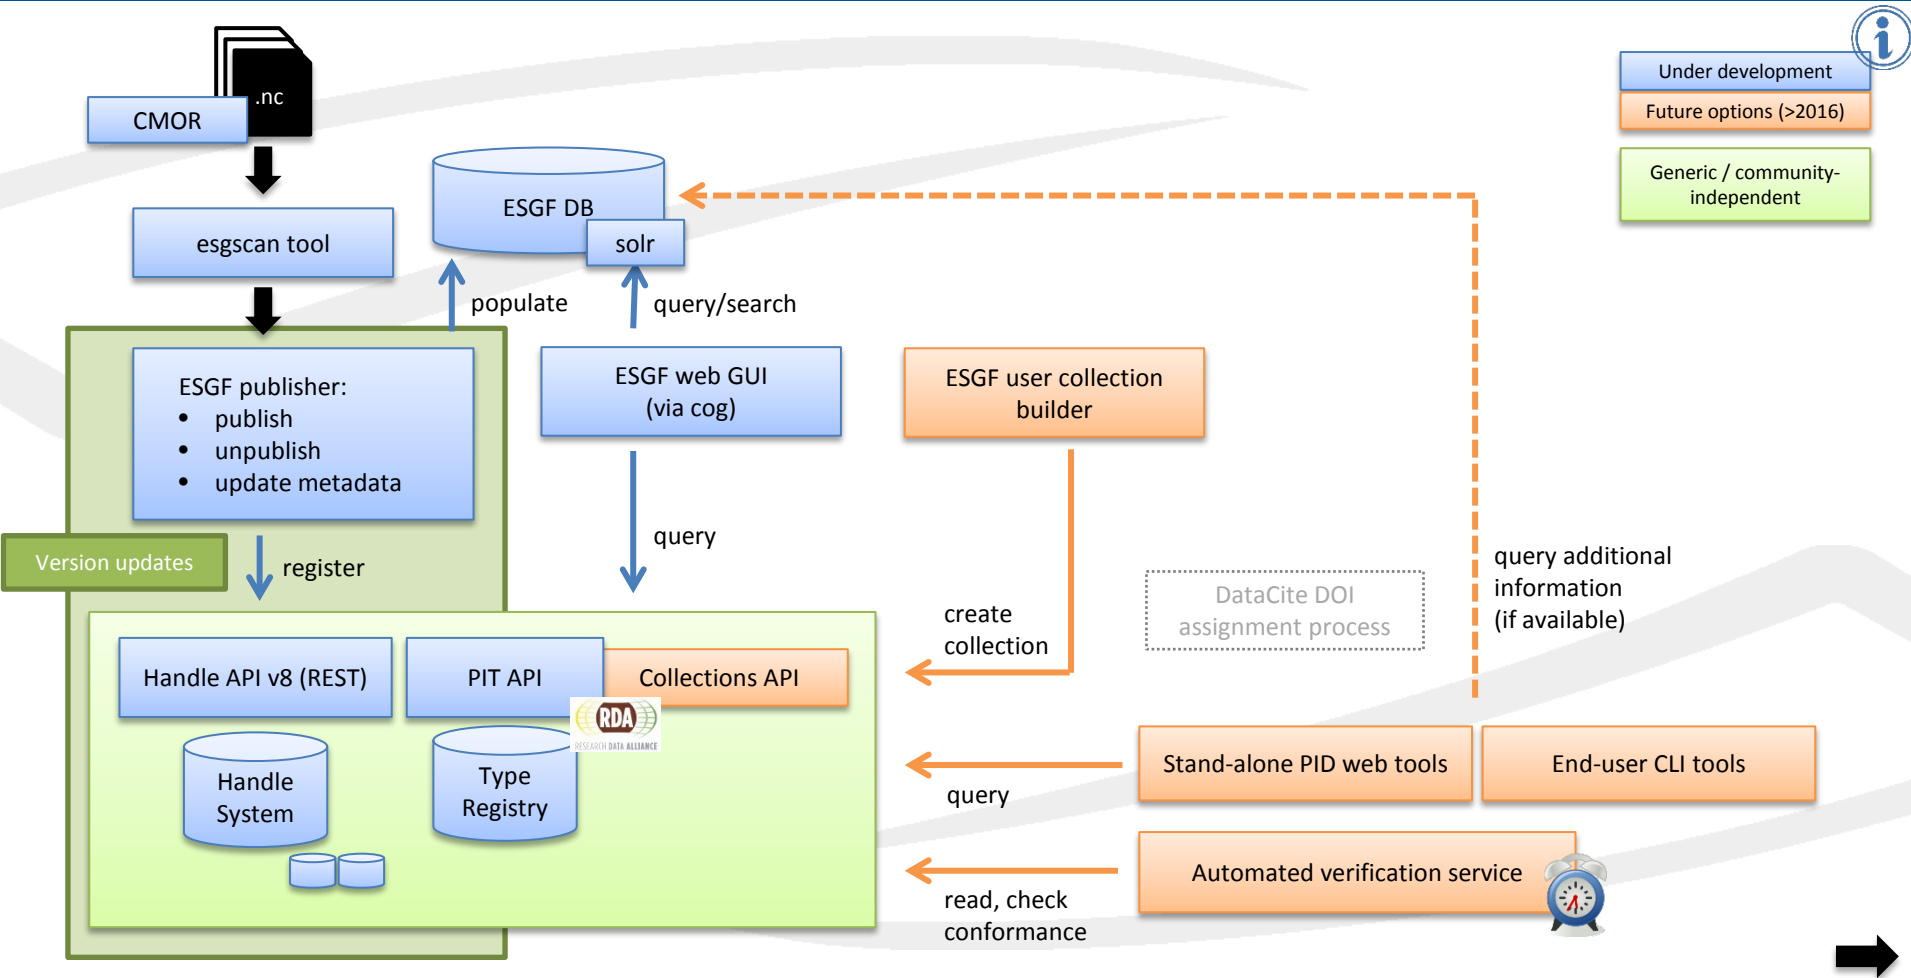 .nc
CMOR
Under development
Future options (>2016)
Generic / community-
independent
esgscan tool
ESGF DB
solr
populate
query/search
ESGF publisher:
• publish
• unpublish
• update metadata
ESGF web GUI
(via cog)
ESGF user collection
builder
Version updates
register
query
query additional
information
(if available)
DataCite DOI
assignment process
create
collection
Handle API v8 (REST)
PIT API
Collections API
RDA
RESEARCH DATA ALLIANCE
Handle
System
Type
Registry
query
Stand-alone PID web tools
End-user CLI tools
Automated verification service
read, check
conformance